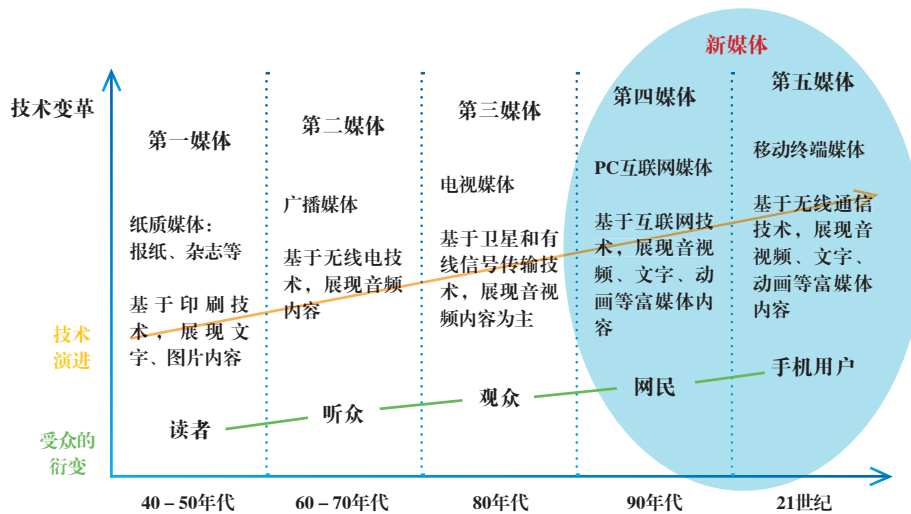 新媒体
技术变革
第一媒体
纸质媒体：
报纸、杂志等
基于印刷技
术，展现文
字、图片内容
读者
40–50年代
第二媒体
广播媒体
基于无线电技
术，展现音频
内容
听众
60–70年代
第三媒体
电视媒体
基于卫星和有
线信号传输技
术，展现音视
频内容为主
观众
80年代
第四媒体
PC互联网媒体
基于互联网技
术，展现音视
频、文字、动
画等富媒体内
容
网民
90年代
第五媒体
移动终端媒体
基于无线通信
技术，展现音
视频、文字、
动画等富媒体
内容
手机用户
21世纪
技术
演进
受众的
衍变